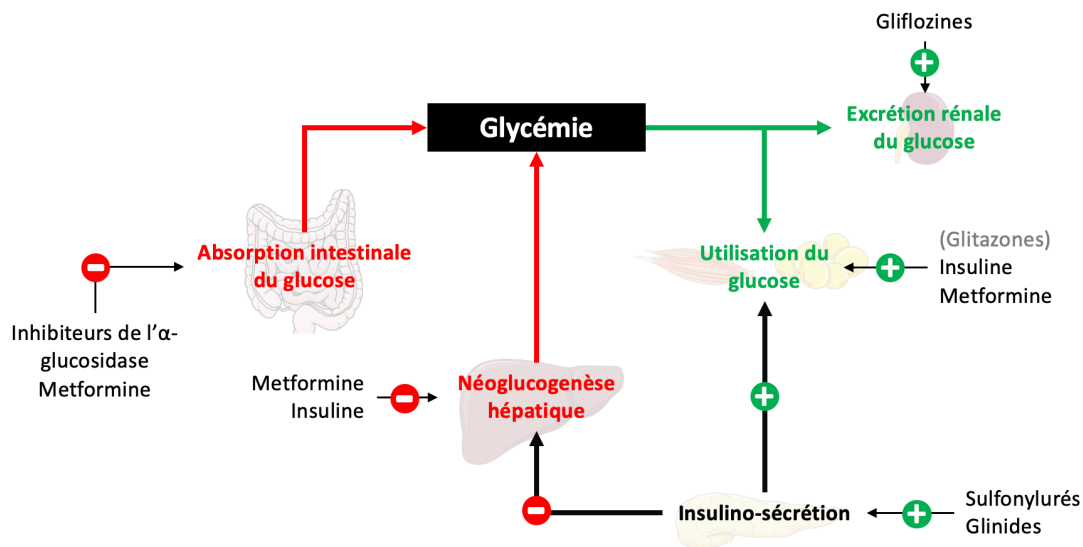 Gliflozines
Glycémie
Excrétion rénale
du glucose
Absorption intestinale
du glucose
Utilisation du
glucose
(Glitazones)
Insuline
Metformine
Inhibiteurs de l’α-
glucosidase
Metformine
Metformine
Insuline
Néoglucogenèse
hépatique
Insulino-sécrétion
Sulfonylurés
Glinides